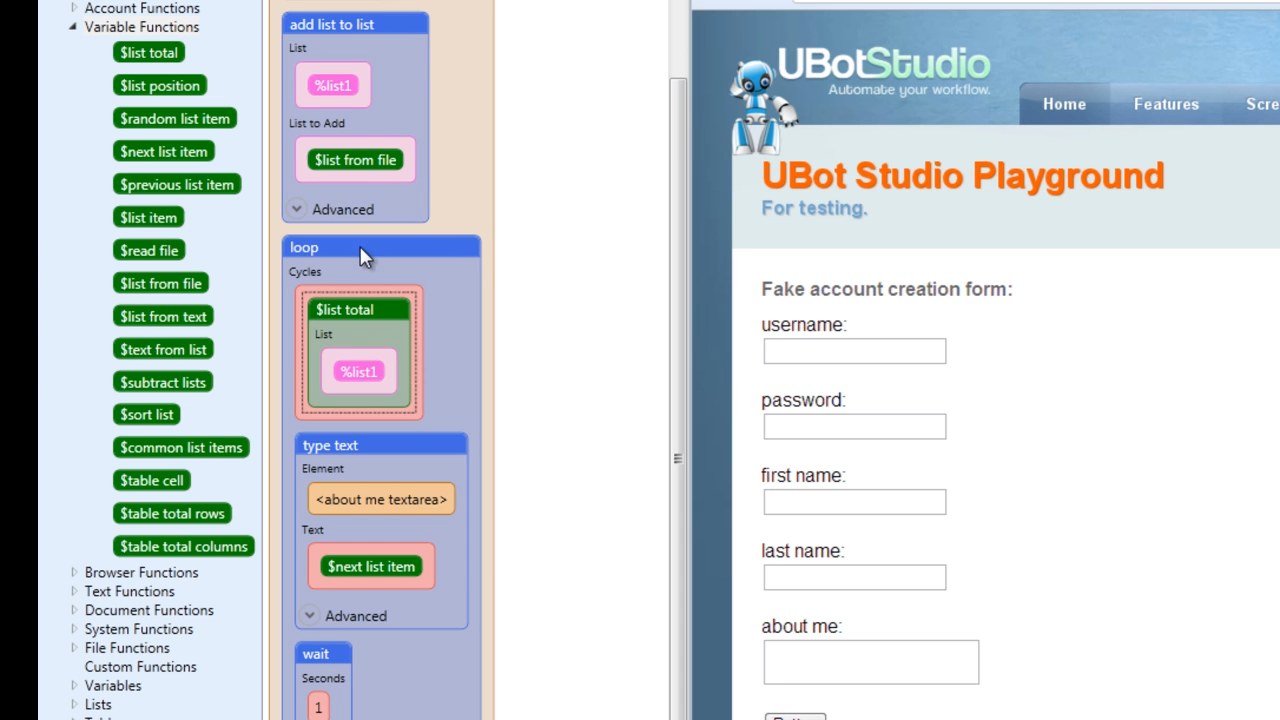 Account Functions
Variable Functions
$list total
$list position
$random list item
$next list item
$previous list item
$list item
$read file
$list from file
$list from text
$text from list
$subtract lists
$sort list
$common list items
$table cell
$table total rows
$table total columns
Browser Functions
Text Functions
Document Functions
System Functions
File Functions
Custom Functions
Variables
Lists
add list to list
List
%list1
List to Add
$list from file
Advanced
loop
Cycles
$list total
List
%list1
type text
Element
<about me textarea>
Text
$next list item
Advanced
wait
Seconds
1
UBotStudio
Automate your workflow.
Home Features Scre
UBot Studio Playground
For testing.
Fake account creation form:
username:
password:
first name:
last name:
about me: